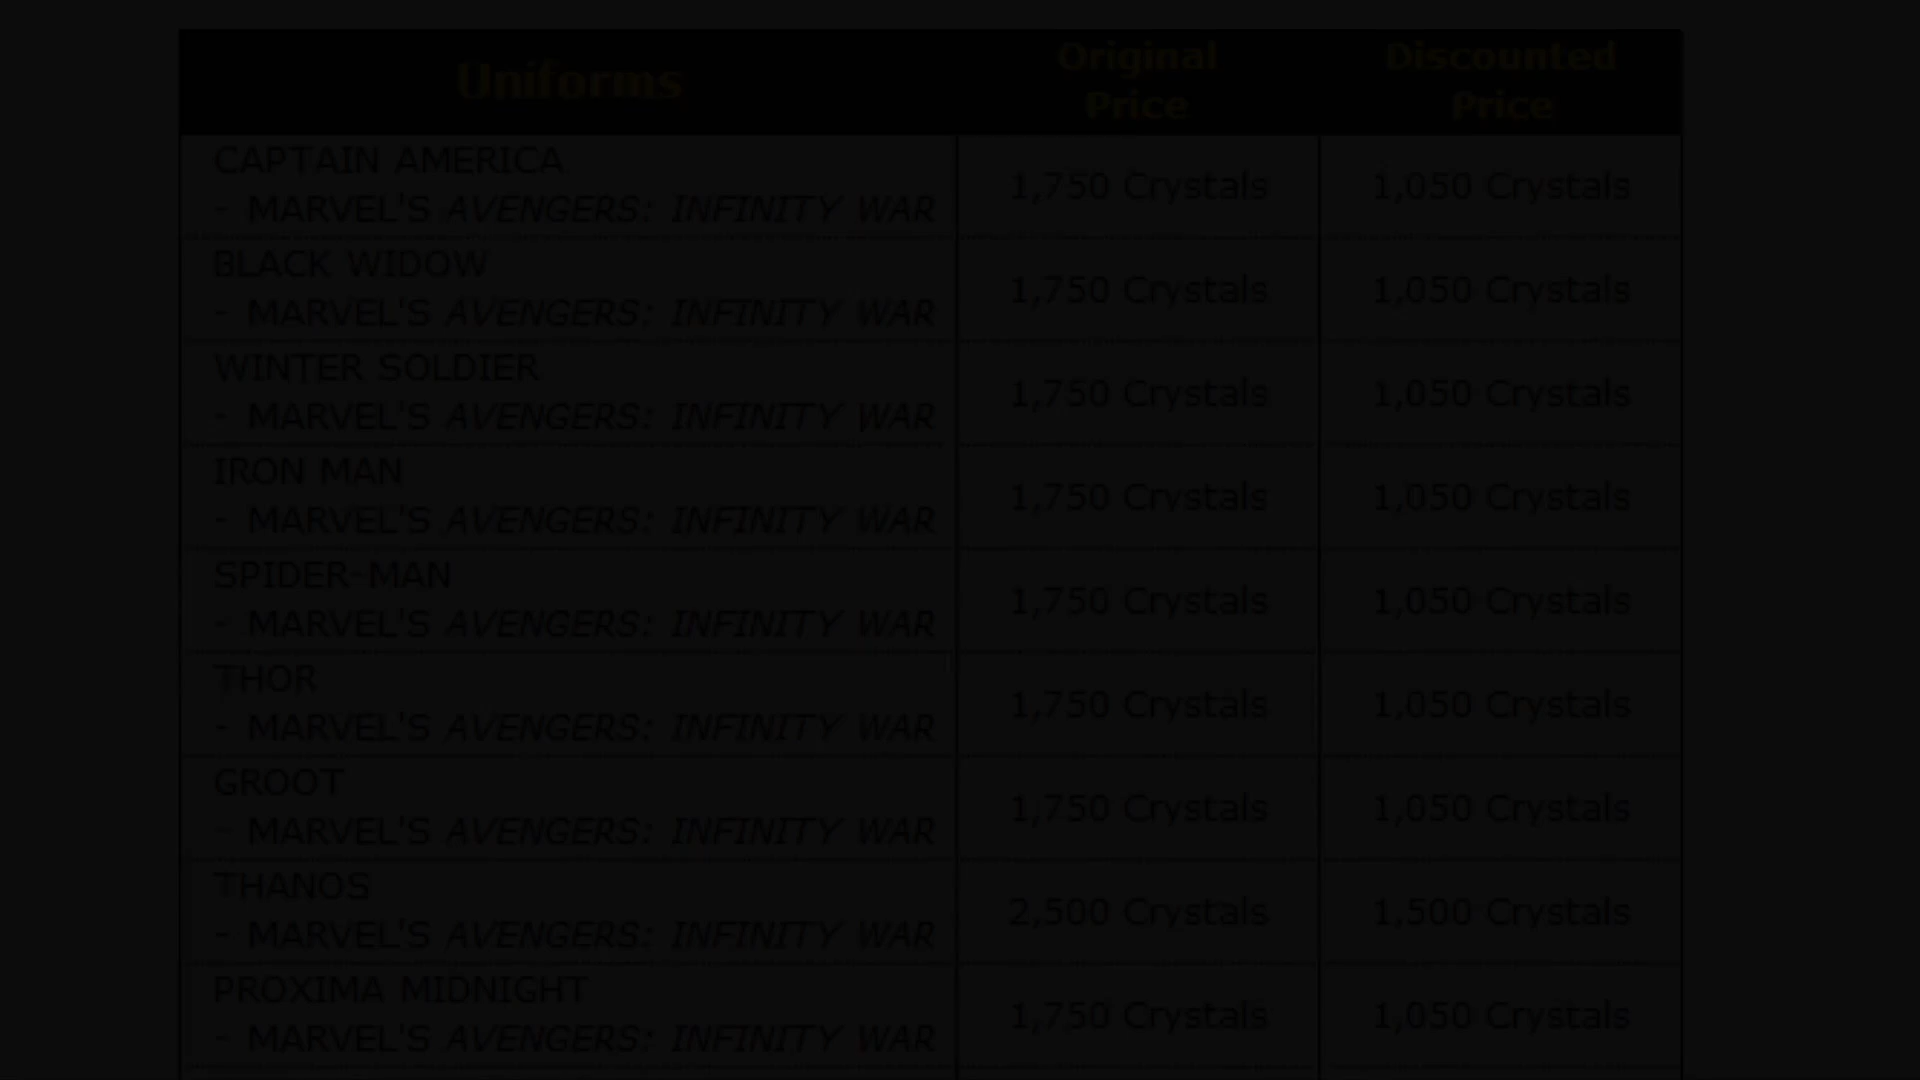 Uniforms
Original
Price
Discounted
Price
CAPTAIN AMERICA
- MARVEL'S AVENGERS: INFINITY WAR
1,750 Crystals
1,050 Crystals
BLACK WIDOW
- MARVEL'S AVENGERS: INFINITY WAR
1,750 Crystals
1,050 Crystals
WINTER SOLDIER
- MARVEL'S AVENGERS: INFINITY WAR
1,750 Crystals
1,050 Crystals
IRON MAN
- MARVEL'S AVENGERS: INFINITY WAR
1,750 Crystals
1,050 Crystals
SPIDER-MAN
- MARVEL'S AVENGERS: INFINITY WAR
1,750 Crystals
1,050 Crystals
THOR
- MARVEL'S AVENGERS: INFINITY WAR
1,750 Crystals
1,050 Crystals
GROOT
- MARVEL'S AVENGERS: INFINITY WAR
1,750 Crystals
1,050 Crystals
THANOS
- MARVEL'S AVENGERS: INFINITY WAR
2,500 Crystals
1,500 Crystals
PROXIMA MIDNIGHT
- MARVEL'S AVENGERS: INFINITY WAR
1,750 Crystals
1,050 Crystals